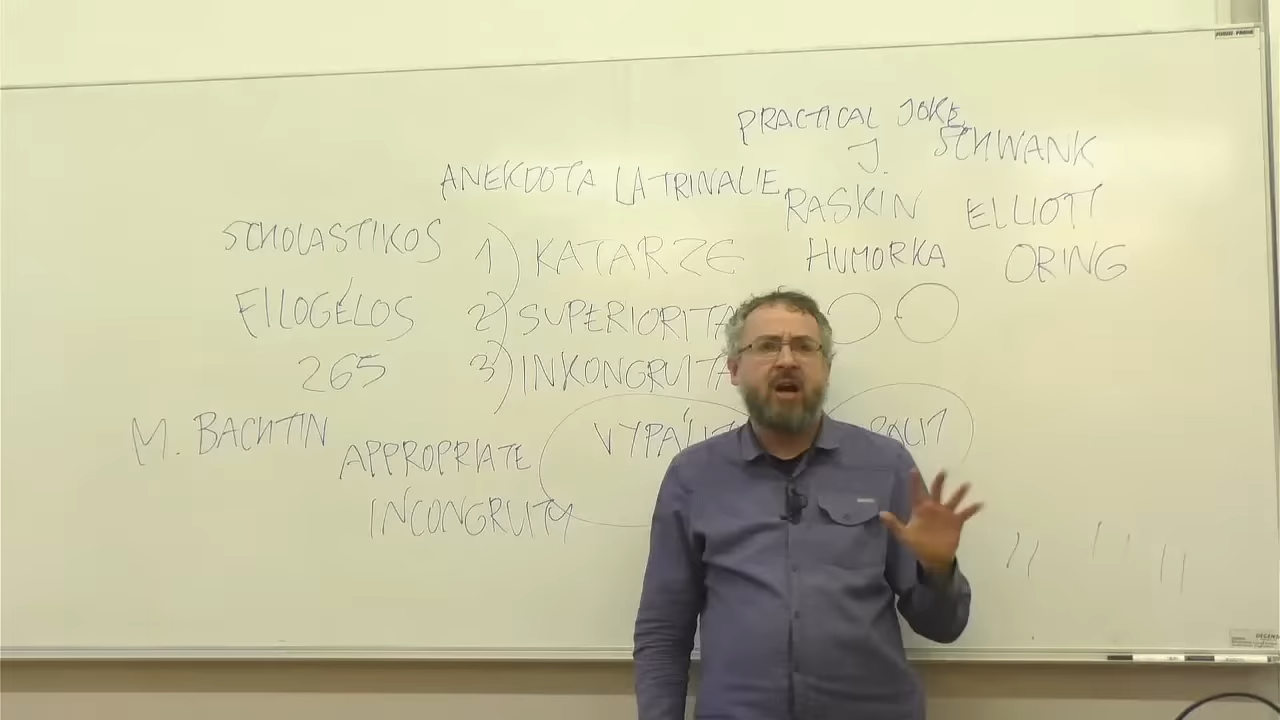 PRACTICAL JOKE,
J. SCHWANK
ANEKDOTA LATRINALIE
RASKIN ELLIOTT
SCHOLASTIKOS 1) KATARZE HUMORKA ORING
FILOGÉLOS 2) SUPERIORITA
265 3) INKONGRUITA
M. BACHTIN
APPROPRIATE
INCONGRUITY